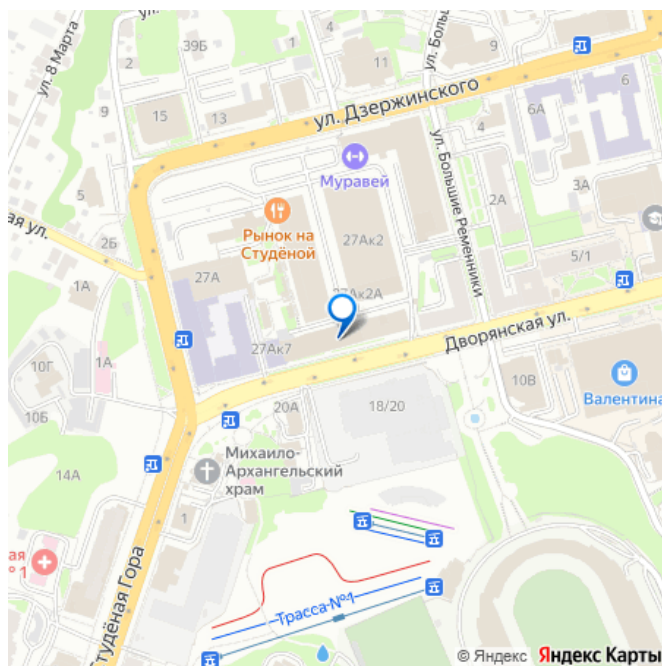 ул. 8 Марта
39Б
2
1
4
11
ул. Боль
9
ул. Дзержинского
6А
6
9
15
13
4
Муравей
ул. Большие Ременники
3А
2А
5
ая ул.
2Б
Рынок на
Студёной
27Ак2
5/1
27А
1А
27Ак2А
Дворянская ул.
10Г
1А
27Ак7
10В
Валентина
10Б
20А
18/20
Михаило-
Архангельский
храм
14А
1
ая
№ 1
Студёная Гора
Трасса №1
© Яндекс Яндекс Карты